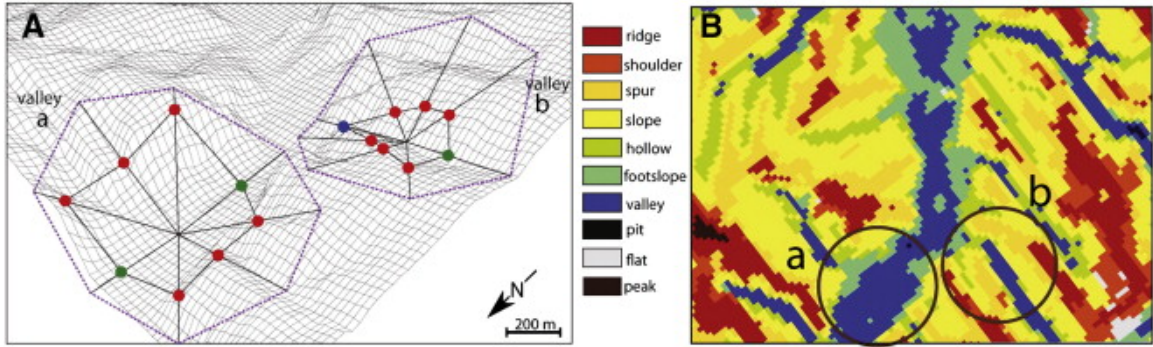 A
valley
a
valley
b
N
200 m
ridge
shoulder
spur
slope
hollow
footslope
valley
pit
flat
peak
B
a
b